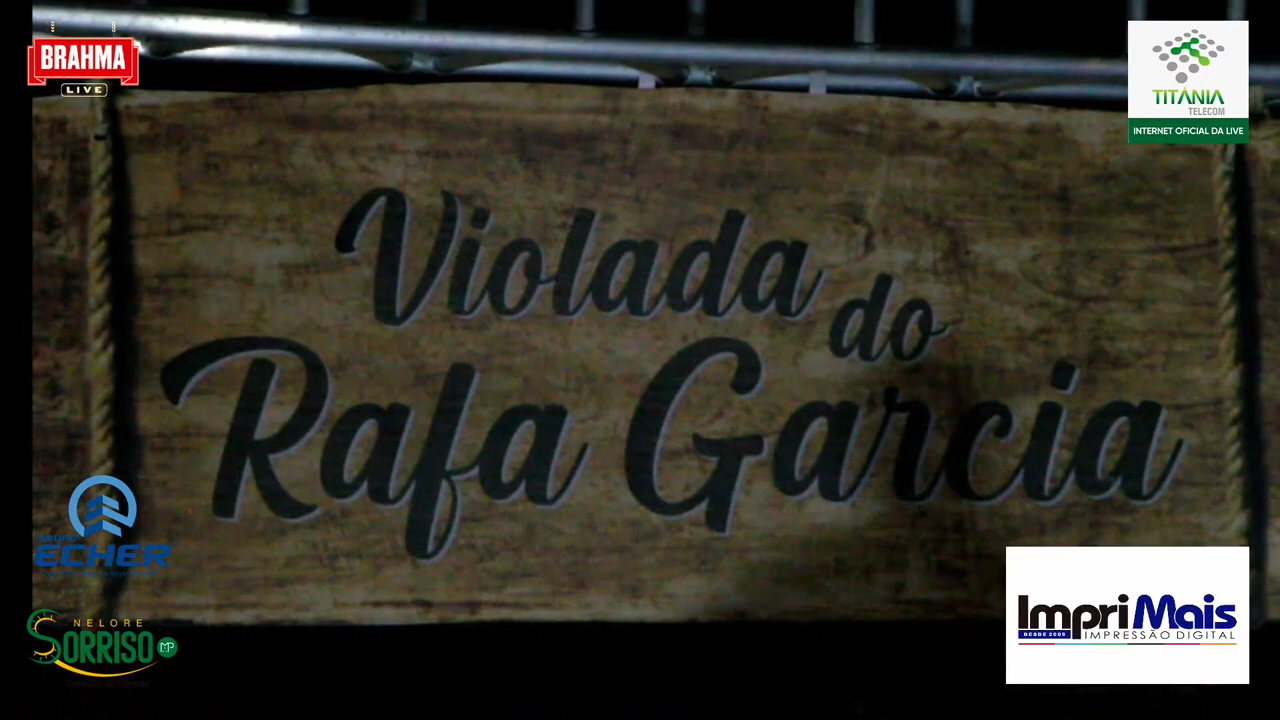 BRAHMA
LIVE
TITÂNIA
TELECOM
INTERNET OFICIAL DA LIVE
Violada
do
Rafa Garcia
GRUPO
ECHER
NELORE
SORRISO
MP
ImpriMais
DESDE 2009 IMPRESSÃO DIGITAL